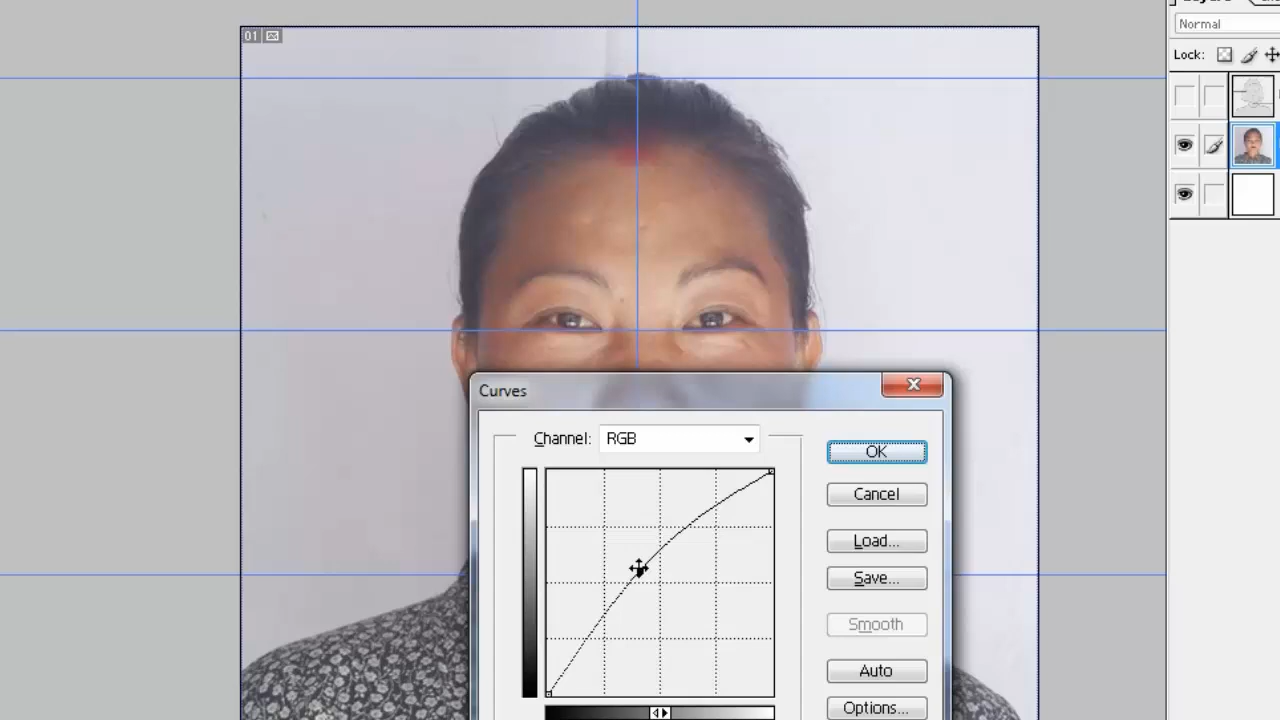 01
Normal
Lock:
Curves
Channel: RGB
OK
Cancel
Load...
Save...
Smooth
Auto
Options...